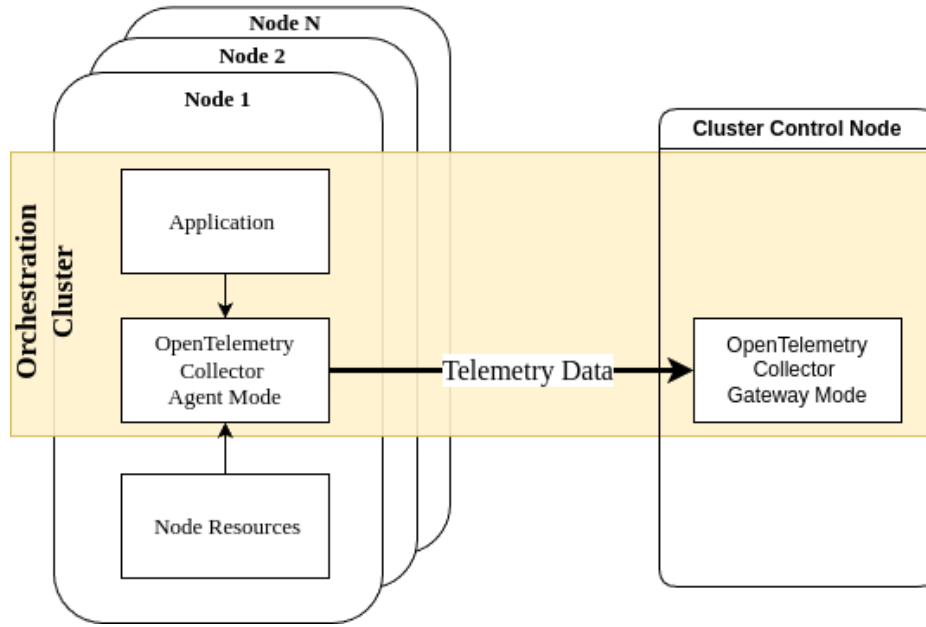 Node N
Node 2
Node 1
Cluster Control Node
Orchestration
Cluster
Application
OpenTelemetry
Collector
Agent Mode
Telemetry Data
OpenTelemetry
Collector
Gateway Mode
Node Resources